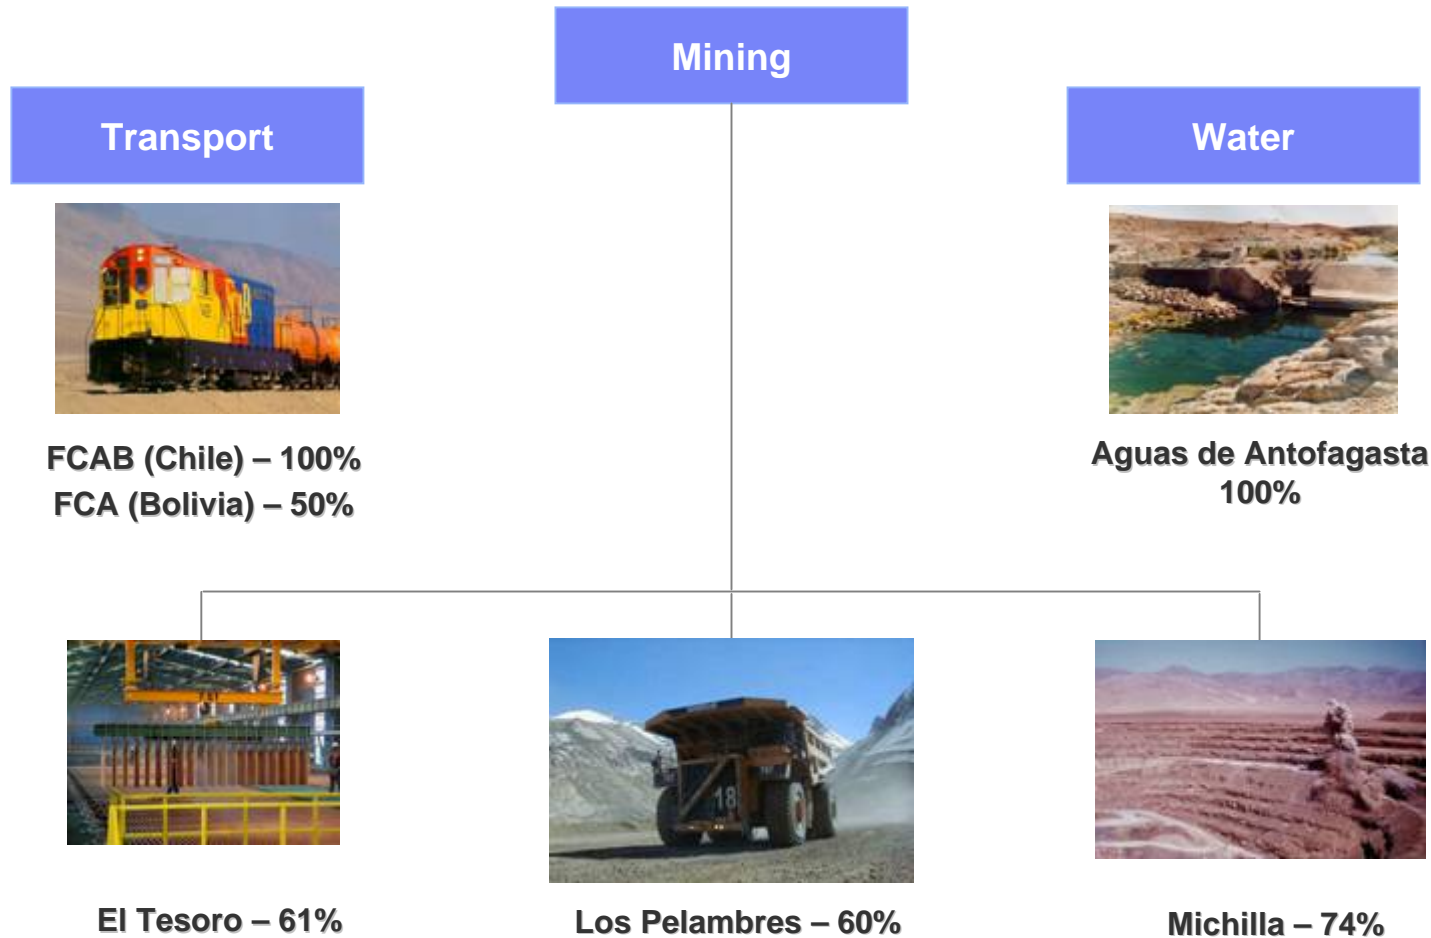 Mining
Transport
Water
FCAB (Chile) – 100%
FCA (Bolivia) – 50%
Aguas de Antofagasta
100%
18
El Tesoro – 61%
Los Pelambres – 60%
Michilla – 74%